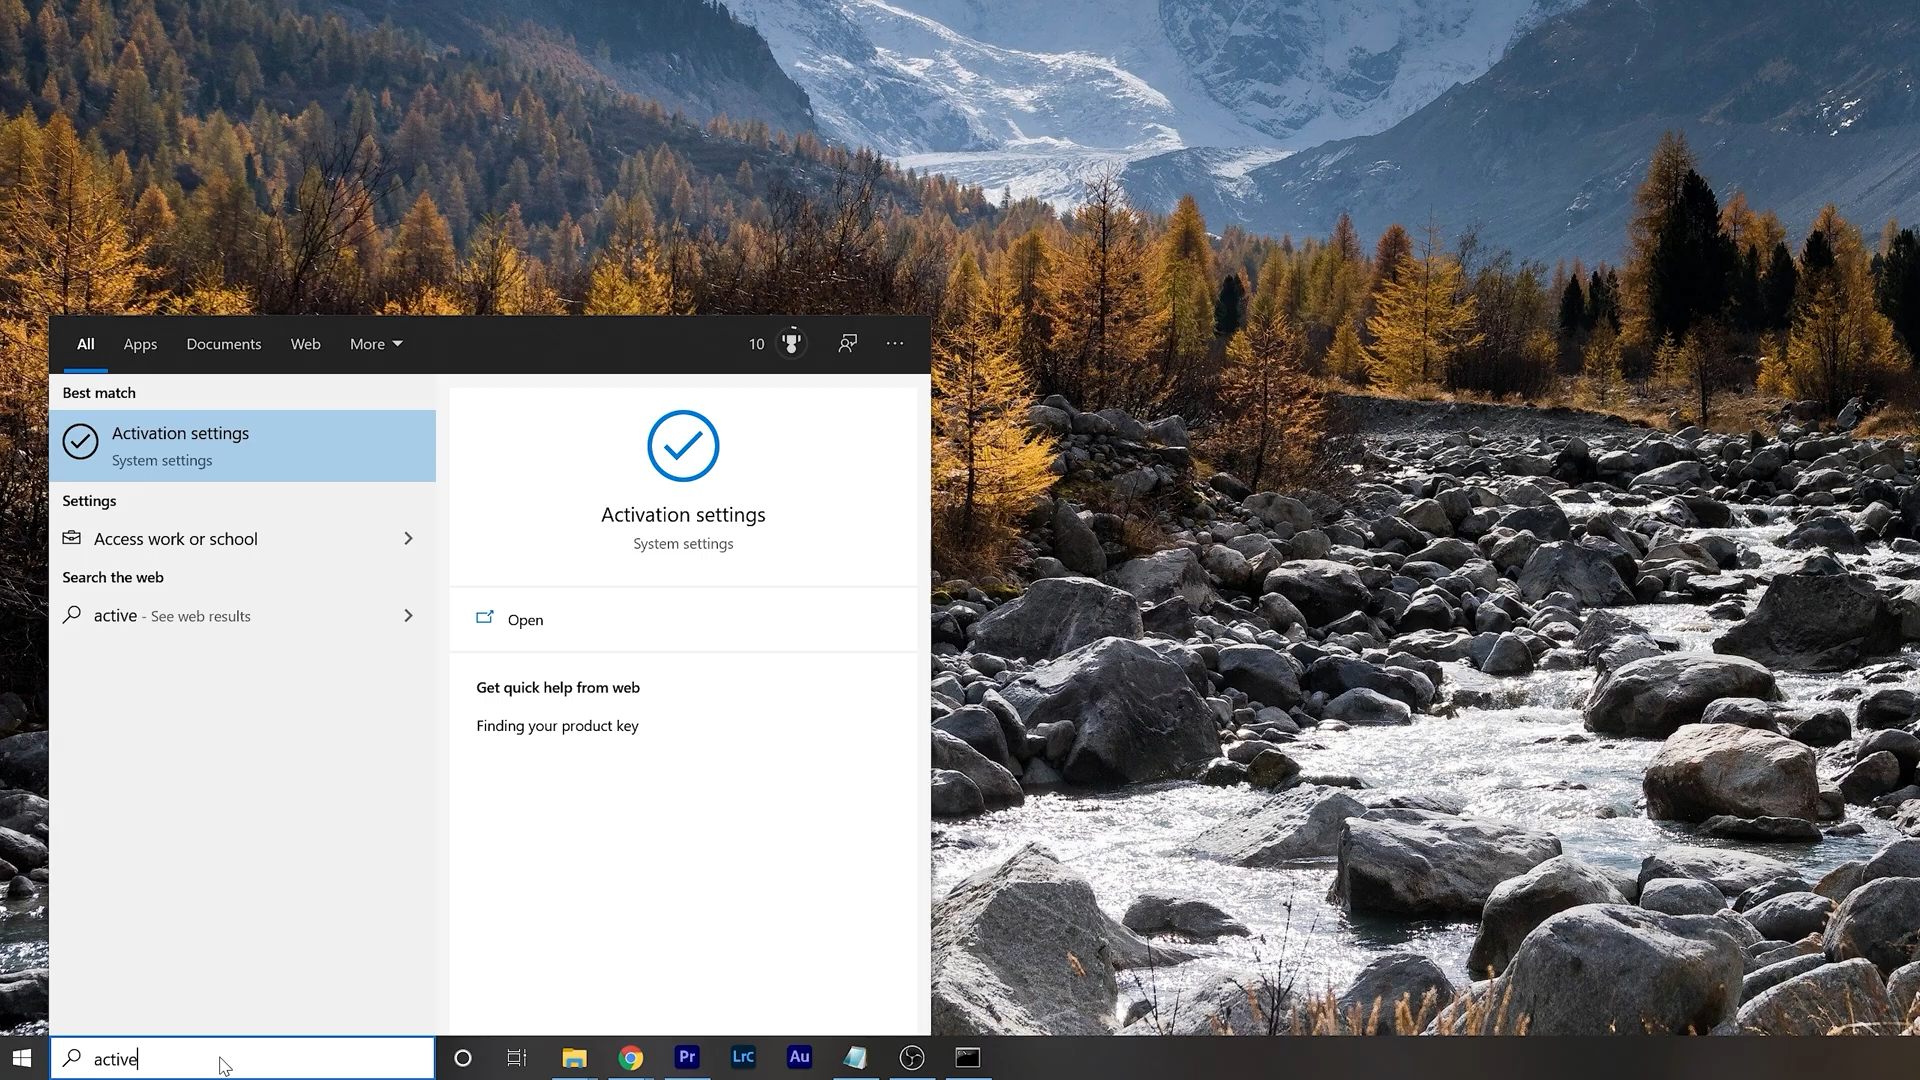 All Apps Documents Web More 10
Best match
Activation settings
System settings
Settings
Access work or school
Search the web
active - See web results
Activation settings
System settings
Open
Get quick help from web
Finding your product key
active
Pr LrC Au